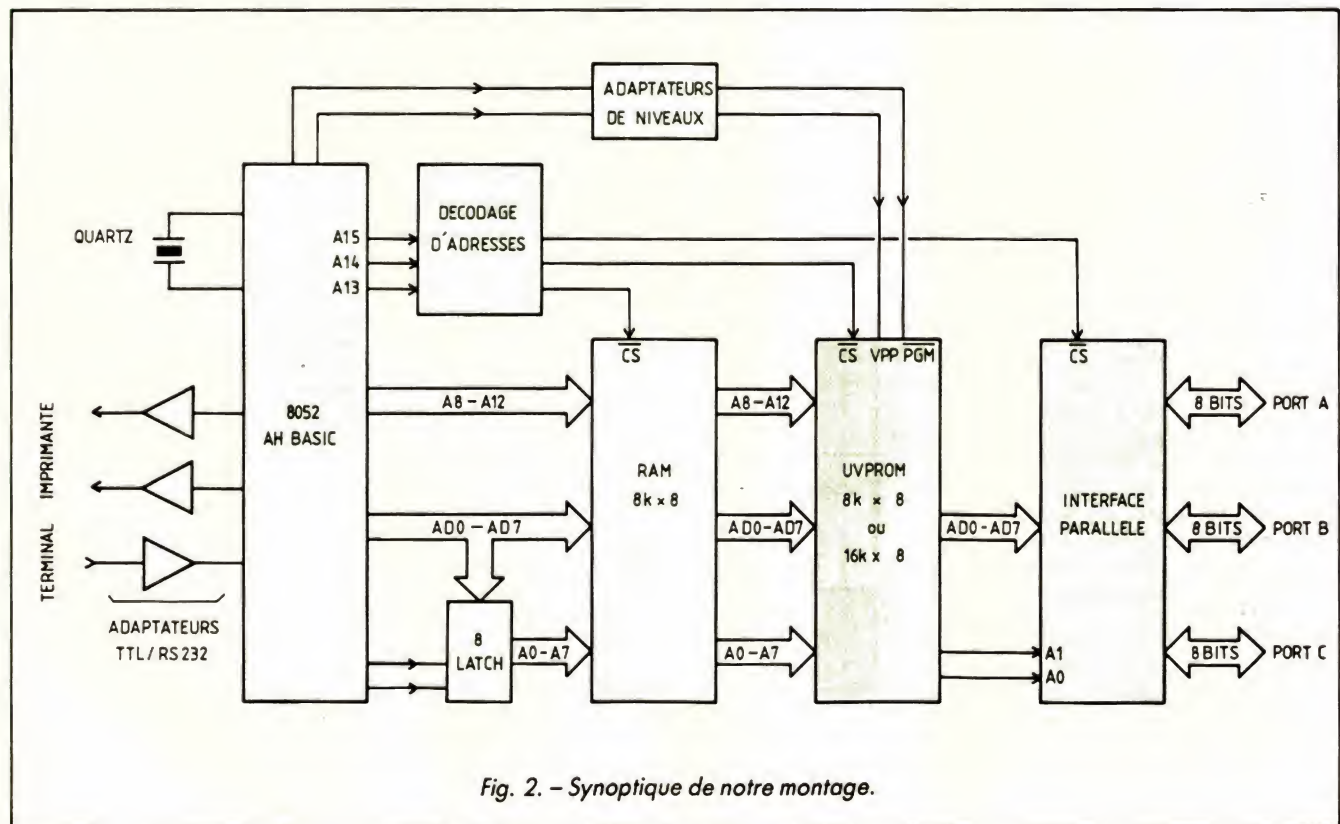 ADAPTATEURS
DE NIVEAUX
DECODAGE
D'ADRESSES
QUARTZ
A15
A14
A13
CS
CS VPP PGM
CS
8052
AH BASIC
A8-A12
A8-A12
RAM
8k × 8
UVPROM
8k × 8
ou
16k × 8
INTERFACE
PARALLELE
8 BITS
PORT A
AD0-AD7
AD0-AD7
AD0-AD7
8 BITS
PORT B
TERMINAL IMPRIMANTE
ADAPTATEURS
TTL/RS232
8
LATCH
A0-A7
A0-A7
A1
A0
8 BITS
PORT C
Fig. 2. – Synoptique de notre montage.